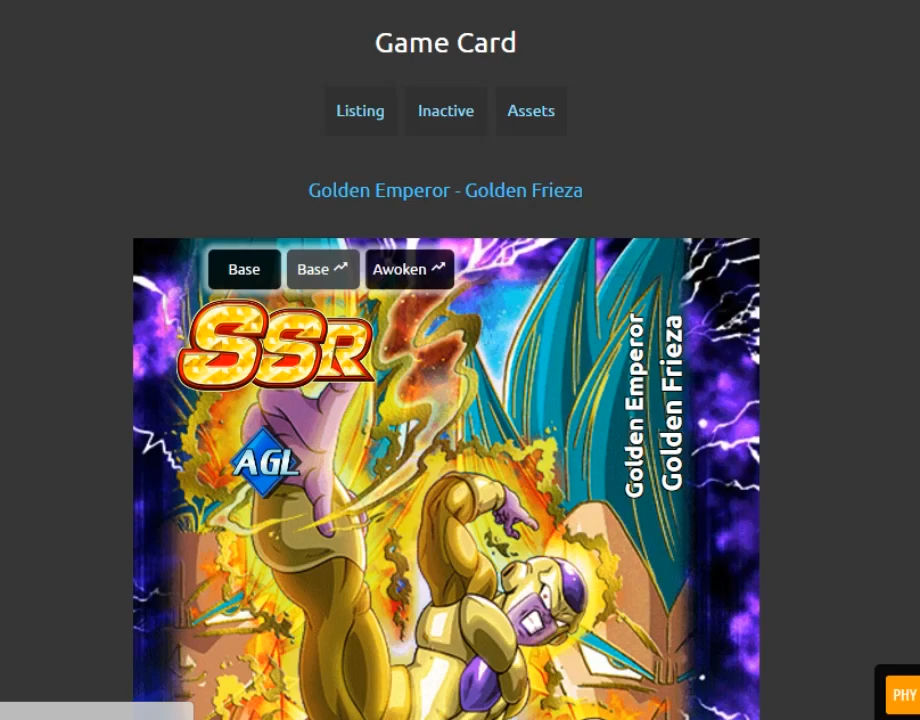 Game Card
Listing Inactive Assets
Golden Emperor - Golden Frieza
Base Base Awoken
SSR
AGL
Golden Emperor
Golden Frieza
PHY